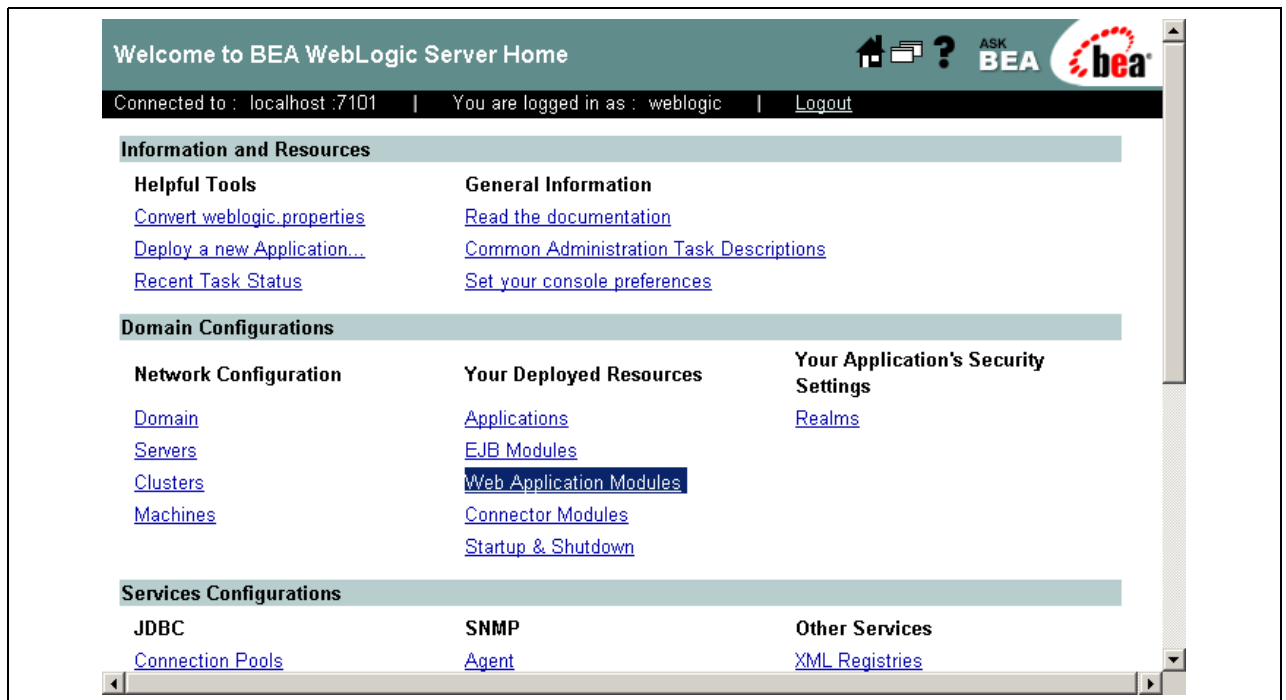 Welcome to BEA WebLogic Server Home
? ASK BEA bea
Connected to : localhost :7101 | You are logged in as : weblogic | Logout
Information and Resources
Helpful Tools General Information
Convert weblogic.properties Read the documentation
Deploy a new Application... Common Administration Task Descriptions
Recent Task Status Set your console preferences
Domain Configurations
Network Configuration Your Deployed Resources Your Application's Security Settings
Domain Applications Realms
Servers EJB Modules
Clusters Web Application Modules
Machines Connector Modules
Startup & Shutdown
Services Configurations
JDBC SNMP Other Services
Connection Pools Agent XML Registries